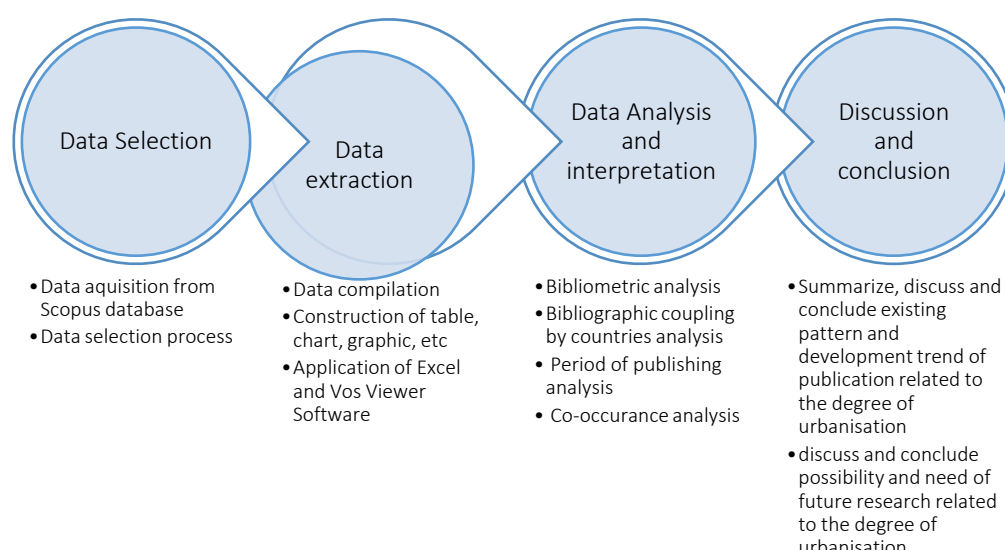 Data Selection
• Data aquisition from
Scopus database
• Data selection process
Data
extraction
• Data compilation
• Construction of table,
chart, graphic, etc
• Application of Excel
and Vos Viewer
Software
Data Analysis
and
interpretation
• Bibliometric analysis
• Bibliographic coupling
by countries analysis
• Period of publishing
analysis
• Co-occurance analysis
Discussion
and
conclusion
• Summarize, discuss and
conclude existing
pattern and
development trend of
publication related to
the degree of
urbanisation
• discuss and conclude
possibility and need of
future research related
to the degree of
urbanisation